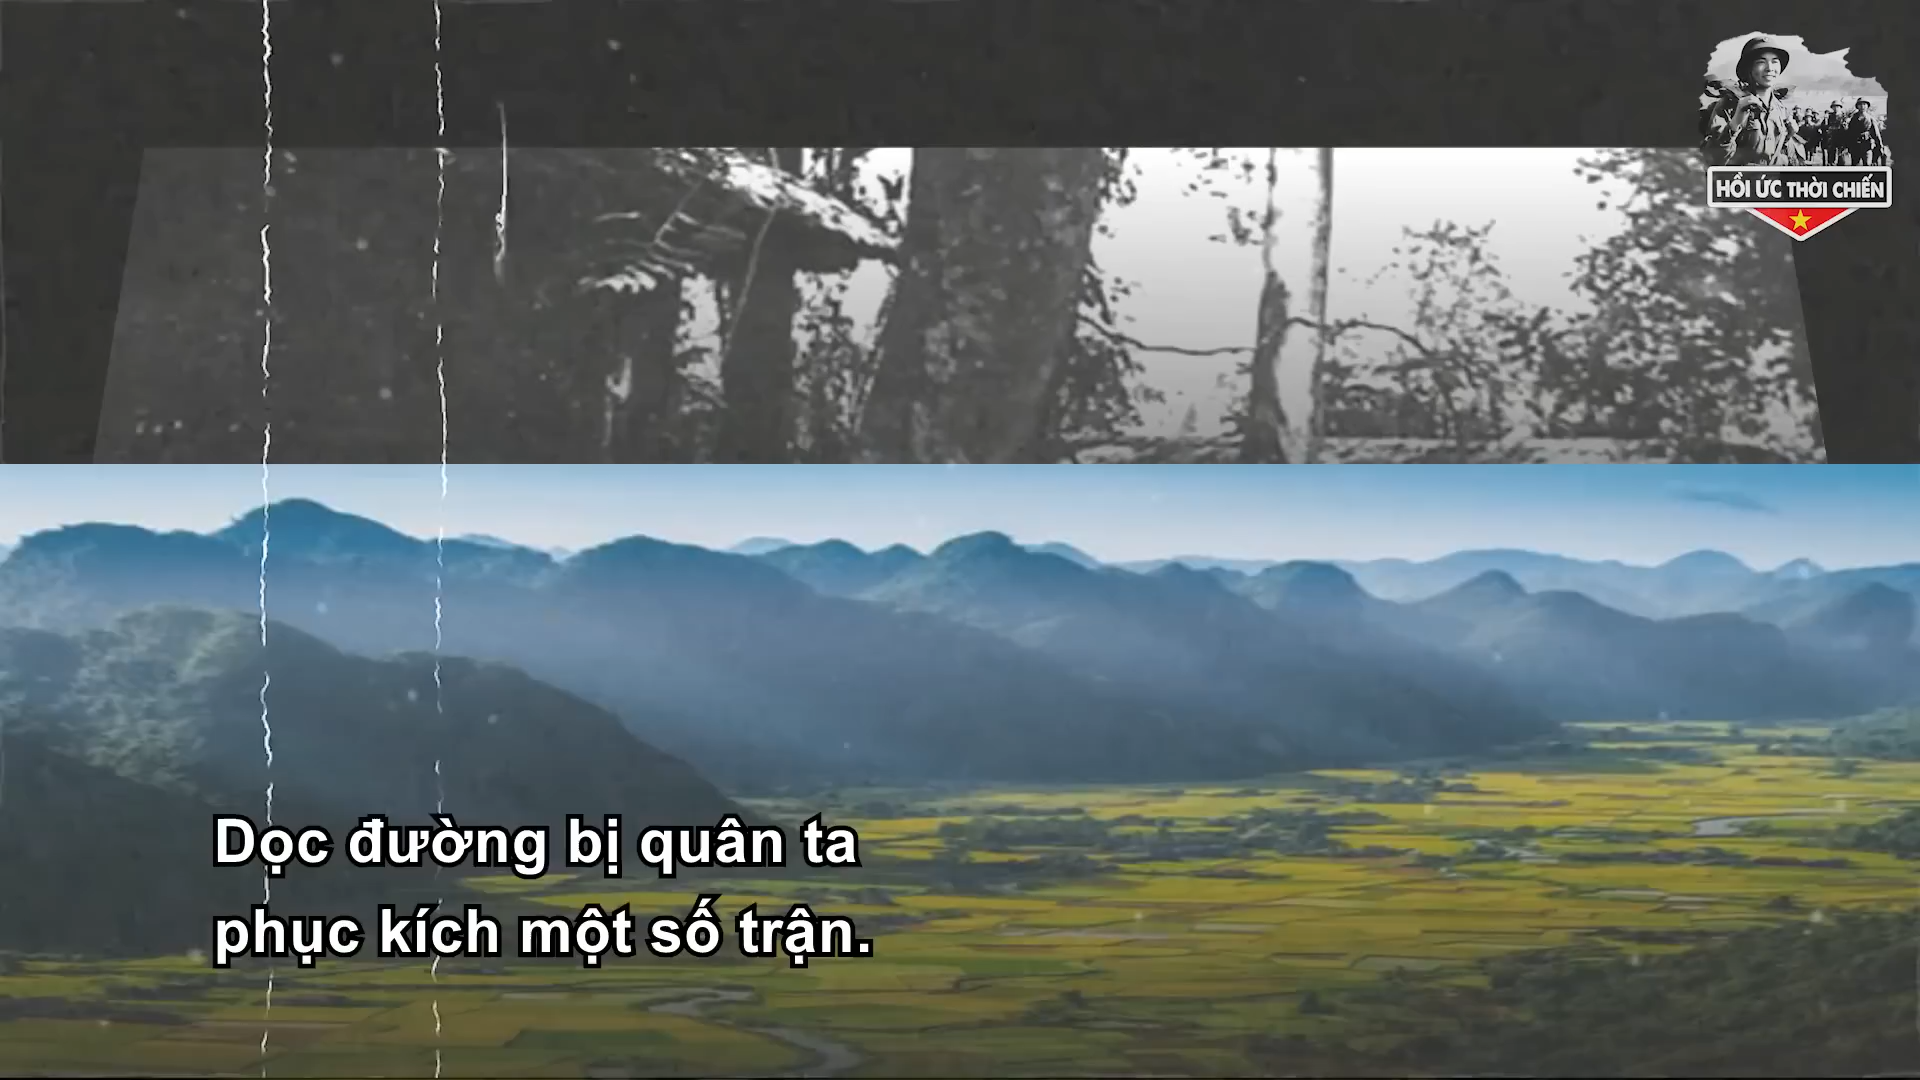 HỒI ỨC THỜI CHIẾN
Dọc đường bị quân ta
phục kích một số trận.